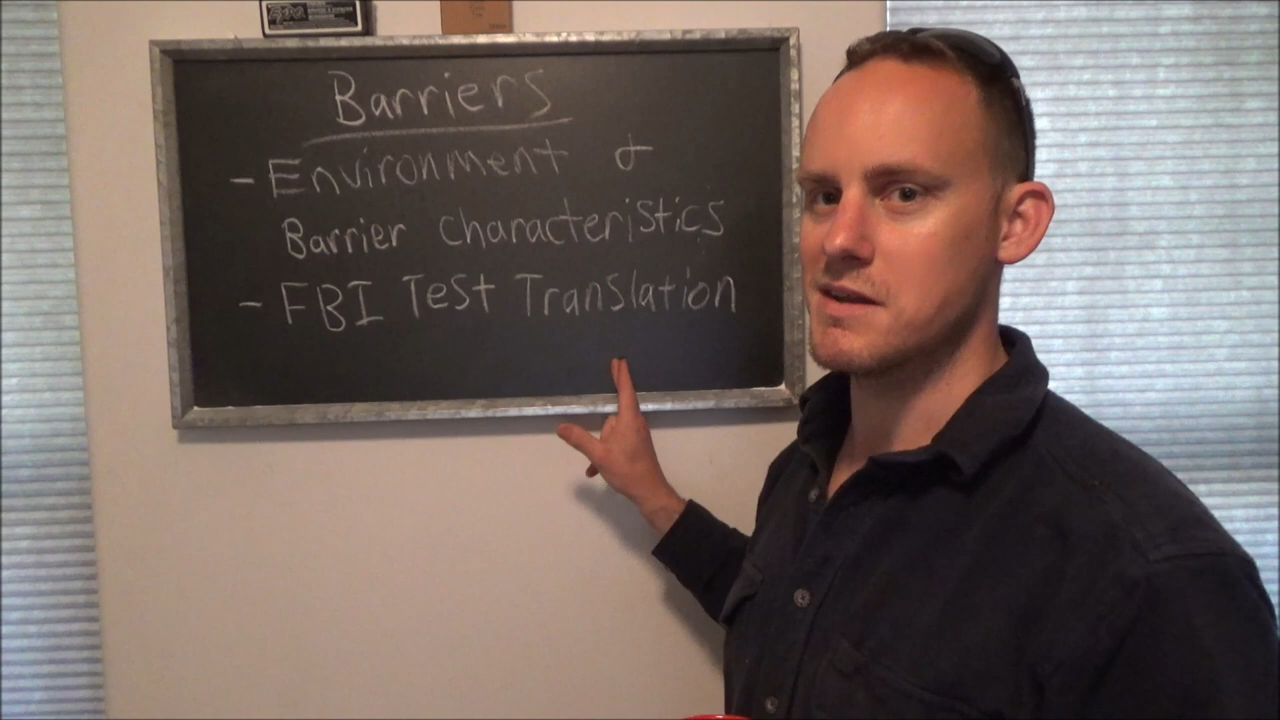 Barriers
- Environment &
Barrier Characteristics
- FBI Test Translation